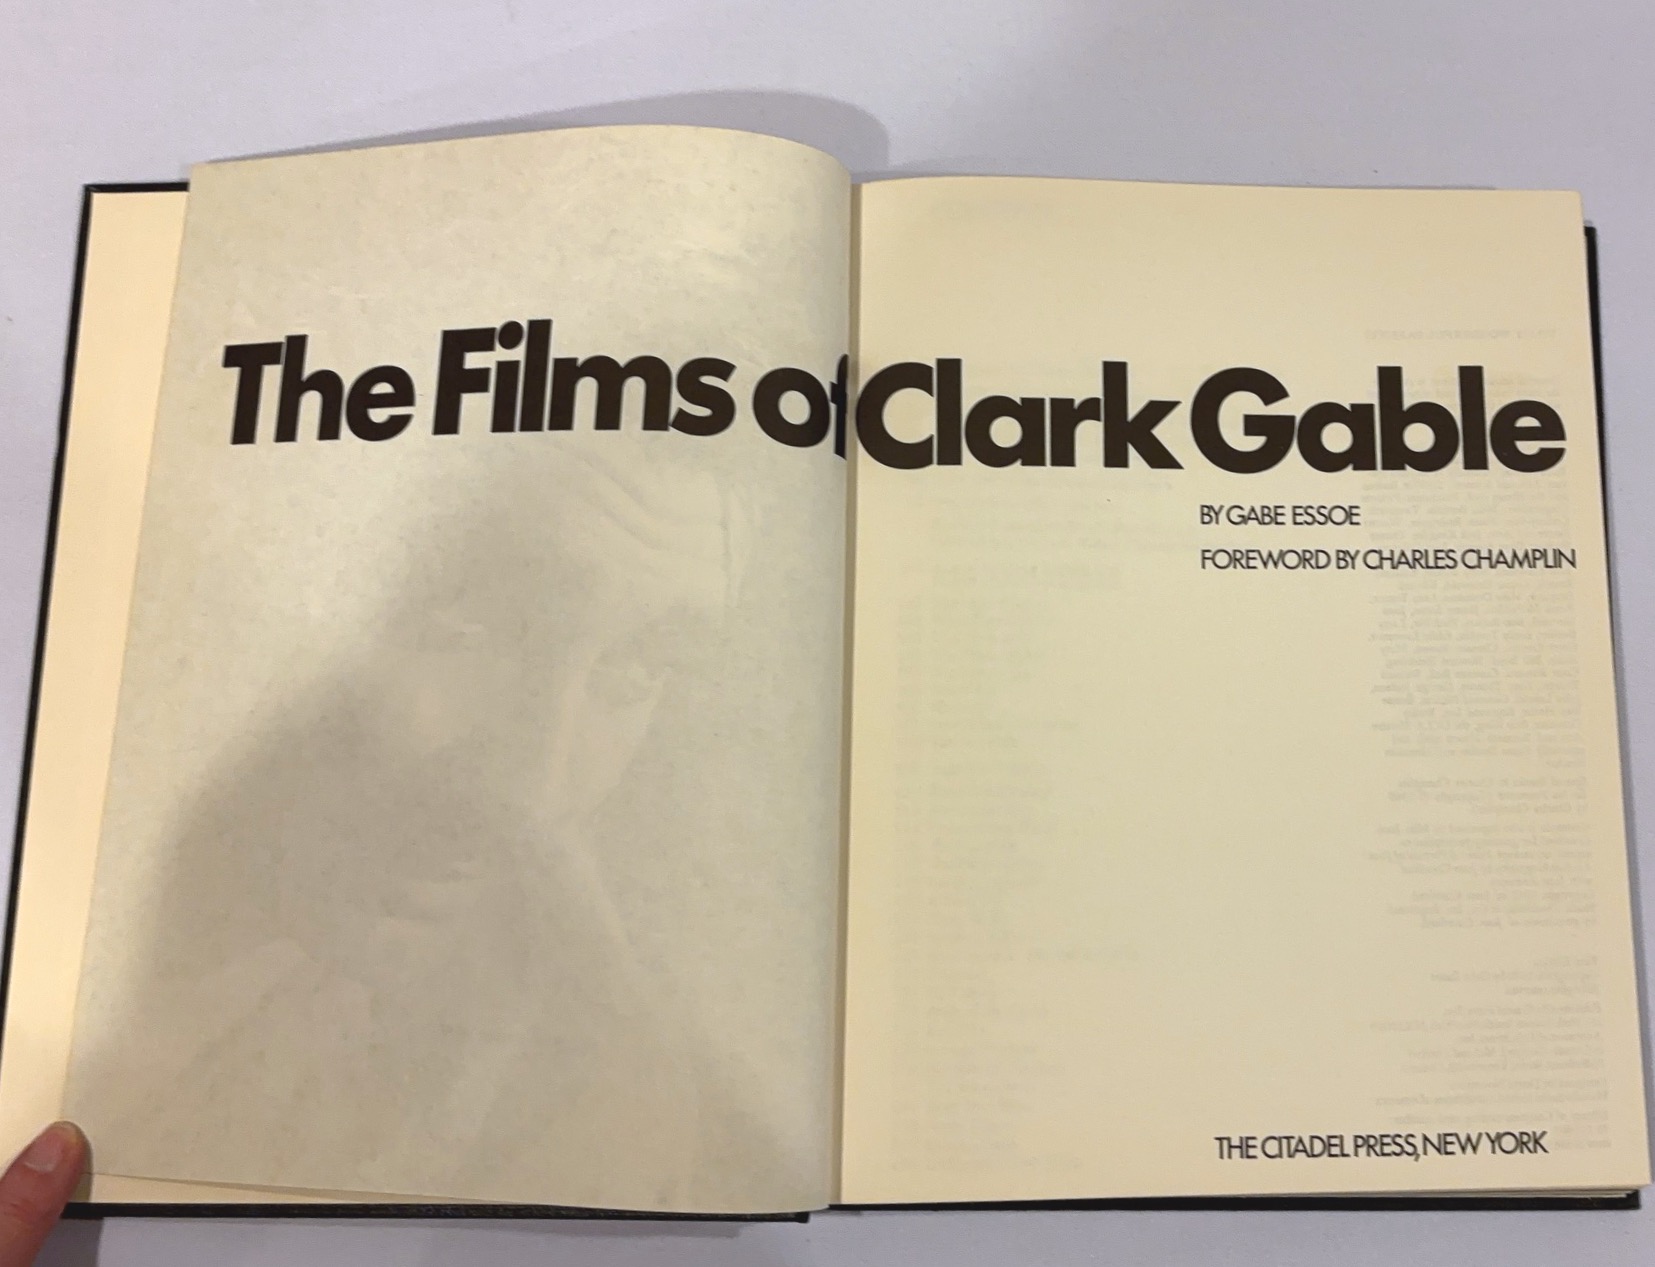 The Films of Clark Gable
BY GABE ESSOE
FOREWORD BY CHARLES CHAMPLIN
THE CITADEL PRESS, NEW YORK